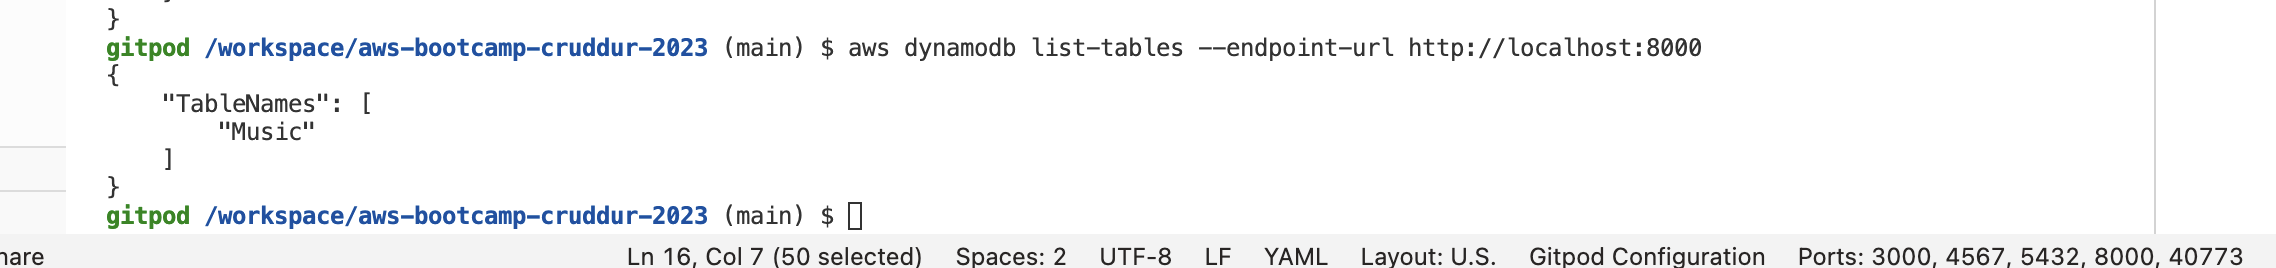 }
gitpod /workspace/aws-bootcamp-cruddur-2023 (main) $ aws dynamodb list-tables --endpoint-url http://localhost:8000
{
    "TableNames": [
        "Music"
    ]
}
gitpod /workspace/aws-bootcamp-cruddur-2023 (main) $
Ln 16, Col 7 (50 selected) Spaces: 2 UTF-8 LF YAML Layout: U.S. Gitpod Configuration Ports: 3000, 4567, 5432, 8000, 40773